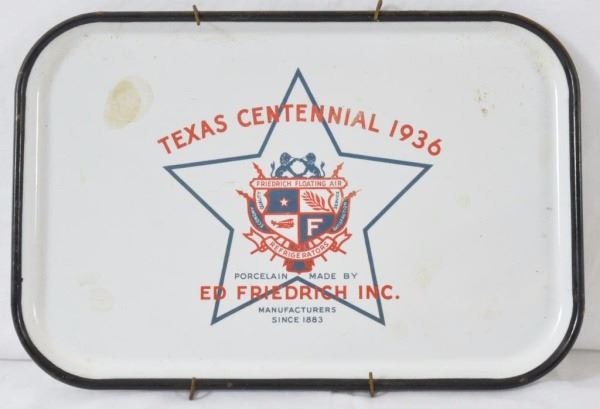 TEXAS CENTENNIAL 1936
FRIEDRICH FLOATING AIR
F
REFRIGERATORS
PORCELAIN MADE BY
ED FRIEDRICH INC.
MANUFACTURERS
SINCE 1883